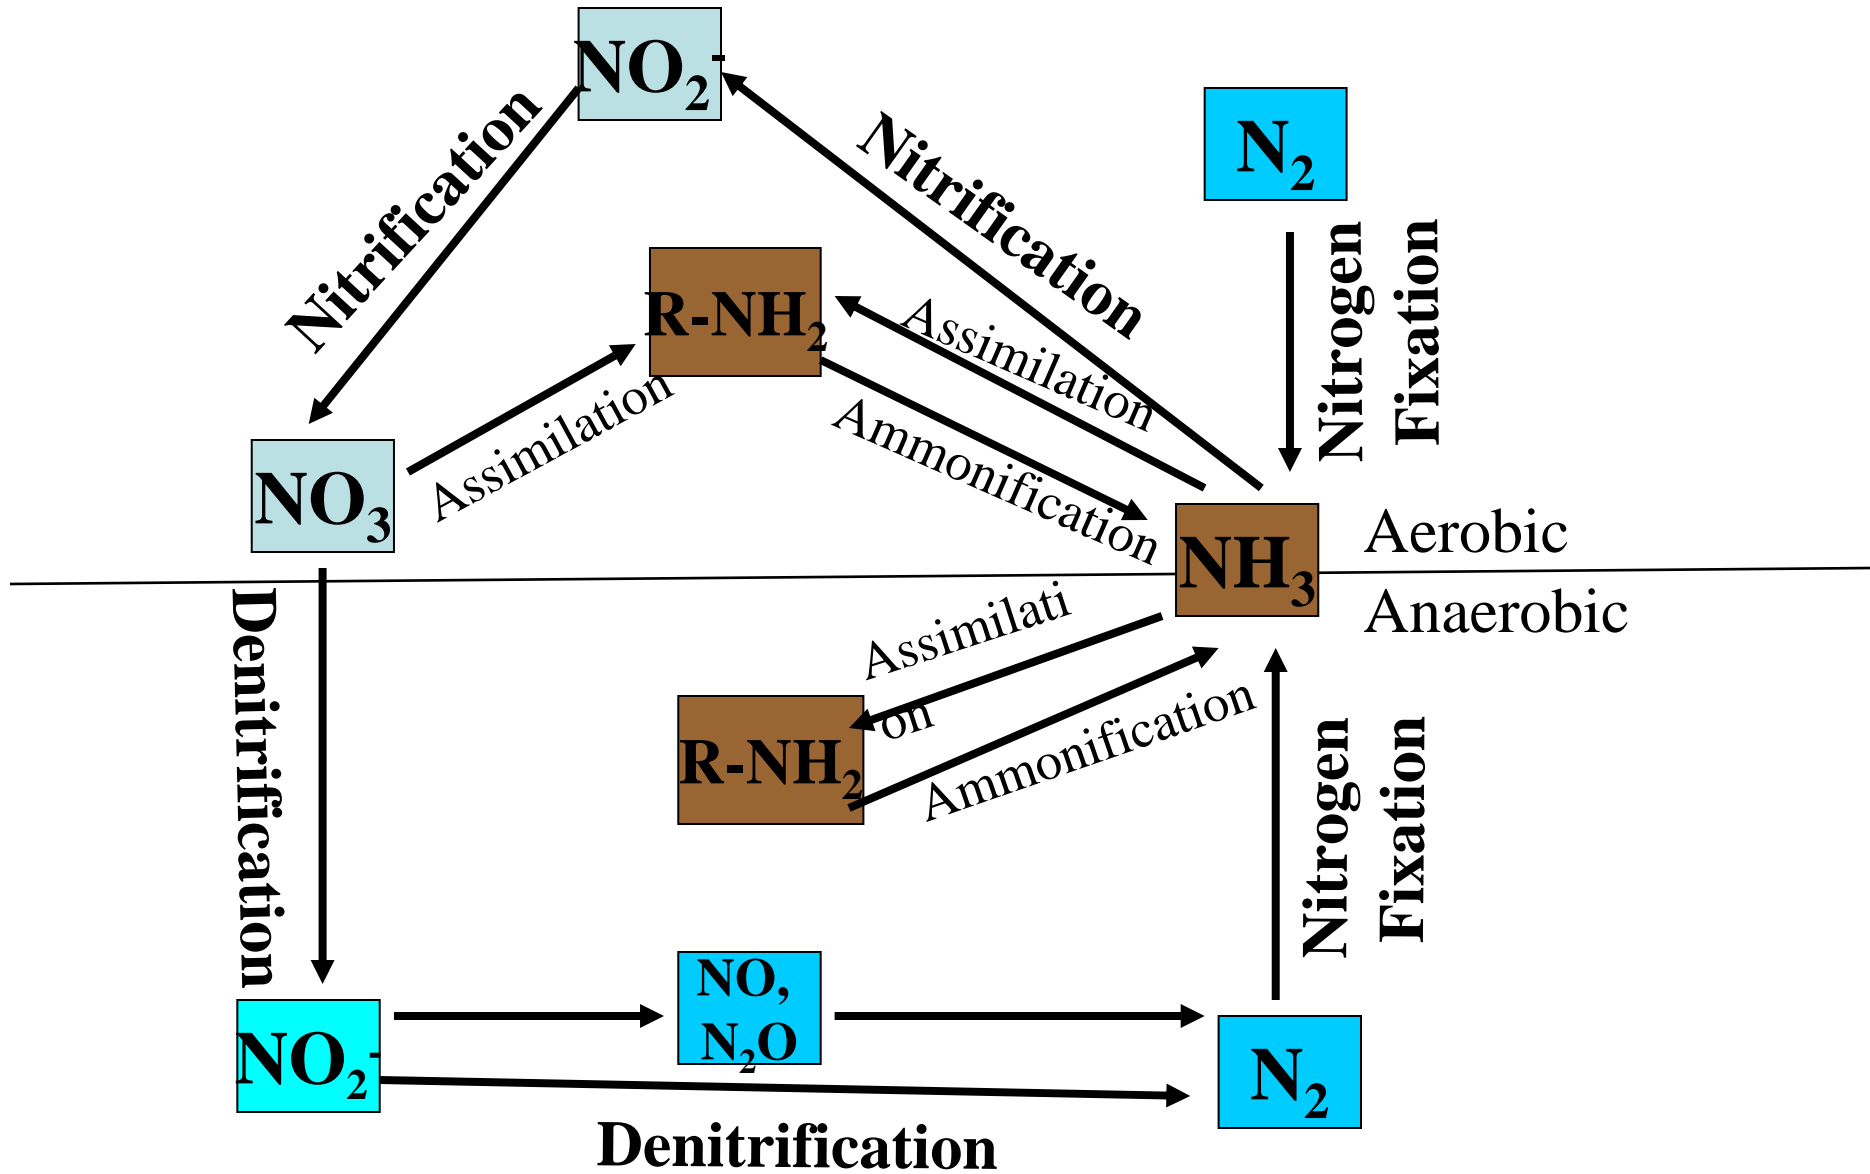 NO₂⁻
N₂
Nitrification
Nitrification
Nitrogen
Fixation
R-NH₂
Assimilation
Assimilation
Ammonification
NO₃
NH₃
Aerobic
Anaerobic
Denitrification
Assimilati
on
R-NH₂
Ammonification
Nitrogen
Fixation
NO,
N₂O
NO₂⁻
N₂
Denitrification